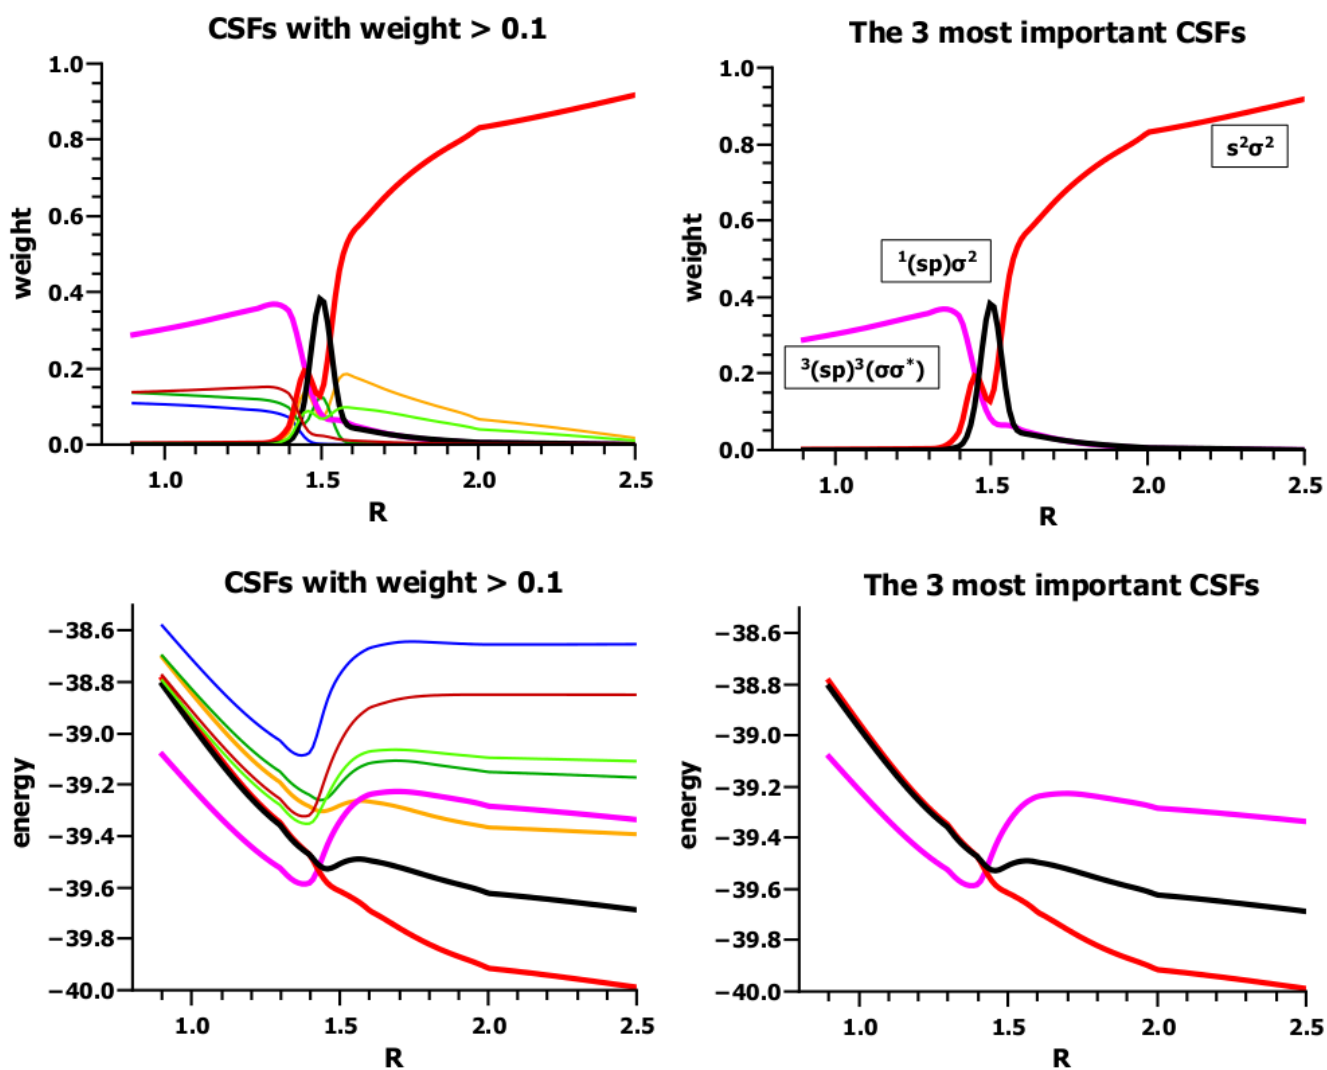 CSFs with weight > 0.1
1.0
0.8
0.6
0.4
0.2
0.0
weight
1.0
1.5
2.0
2.5
R
The 3 most important CSFs
1.0
0.8
0.6
0.4
0.2
0.0
weight
s²σ²
¹(sp)σ²
³(sp)³(σσ*)
1.0
1.5
2.0
2.5
R
CSFs with weight > 0.1
−38.6
−38.8
−39.0
−39.2
−39.4
−39.6
−39.8
−40.0
energy
1.0
1.5
2.0
2.5
R
The 3 most important CSFs
−38.6
−38.8
−39.0
−39.2
−39.4
−39.6
−39.8
−40.0
energy
1.0
1.5
2.0
2.5
R